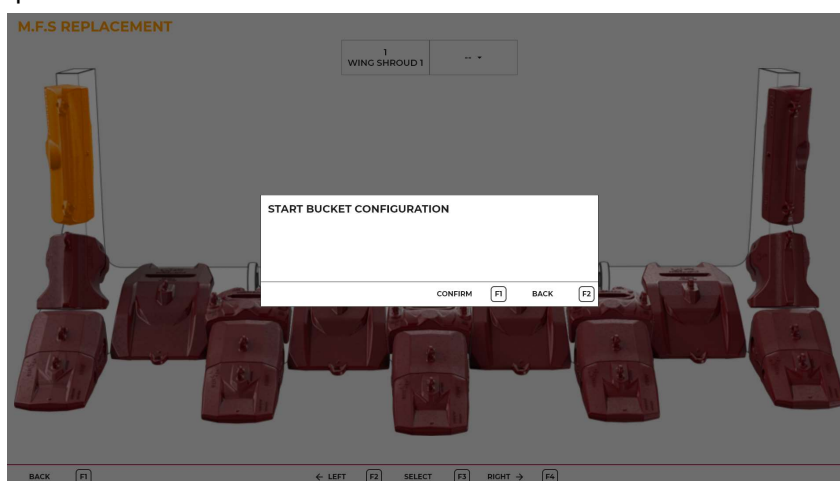 M.F.S REPLACEMENT
1
WING SHROUD 1
--
START BUCKET CONFIGURATION
CONFIRM F1 BACK F2
BACK F1 ← LEFT F2 SELECT F3 RIGHT → F4